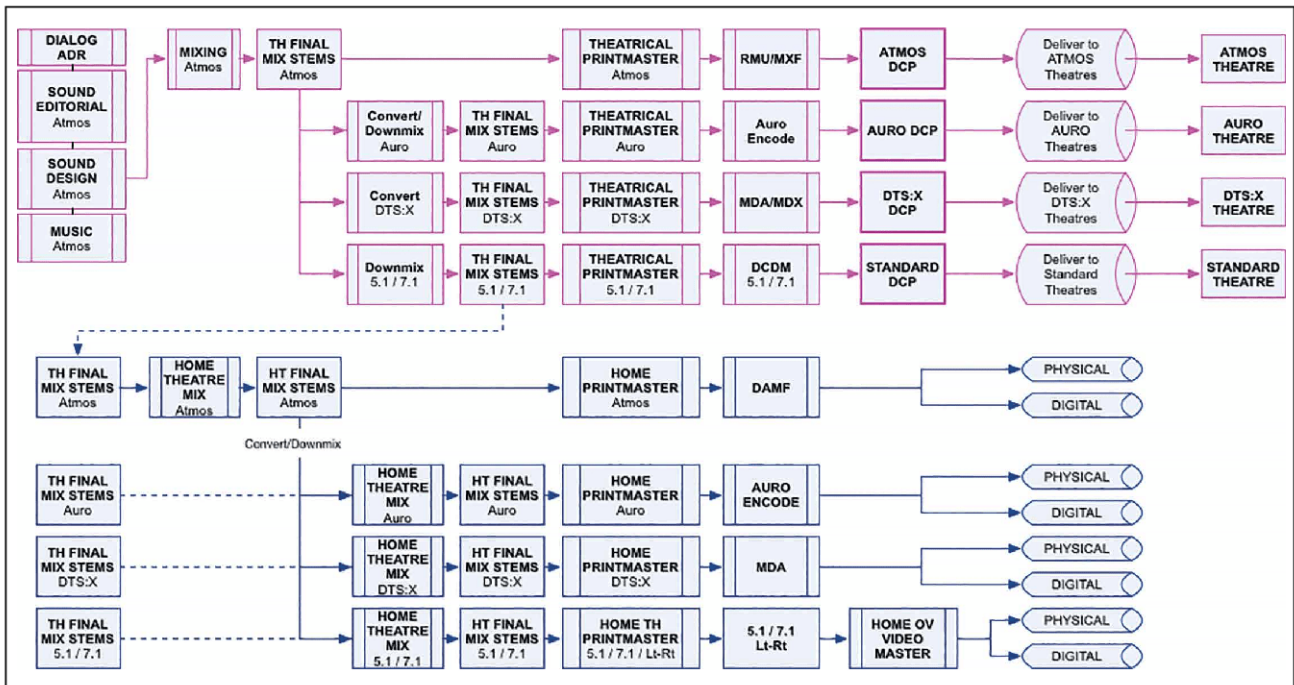 DIALOG
ADR
SOUND
EDITORIAL
Atmos
SOUND
DESIGN
Atmos
MUSIC
Atmos
MIXING
Atmos
TH FINAL
MIX STEMS
Atmos
THEATRICAL
PRINTMASTER
Atmos
RMU/MXF
ATMOS
DCP
Deliver to
ATMOS
Theatres
ATMOS
THEATRE
Convert/
Downmix
Auro
TH FINAL
MIX STEMS
Auro
THEATRICAL
PRINTMASTER
Auro
Auro
Encode
AURO DCP
Deliver to
AURO
Theatres
AURO
THEATRE
Convert
DTS:X
TH FINAL
MIX STEMS
DTS:X
THEATRICAL
PRINTMASTER
DTS:X
MDA/MDX
DTS:X
DCP
Deliver to
DTS:X
Theatres
DTS:X
THEATRE
Downmix
5.1 / 7.1
TH FINAL
MIX STEMS
5.1 / 7.1
THEATRICAL
PRINTMASTER
5.1 / 7.1
DCDM
5.1 / 7.1
STANDARD
DCP
Deliver to
Standard
Theatres
STANDARD
THEATRE
TH FINAL
MIX STEMS
Atmos
HOME
THEATRE
MIX
Atmos
HT FINAL
MIX STEMS
Atmos
HOME
PRINTMASTER
Atmos
DAMF
PHYSICAL
DIGITAL
Convert/Downmix
TH FINAL
MIX STEMS
Auro
HOME
THEATRE
MIX
Auro
HT FINAL
MIX STEMS
Auro
HOME
PRINTMASTER
Auro
AURO
ENCODE
PHYSICAL
DIGITAL
TH FINAL
MIX STEMS
DTS:X
HOME
THEATRE
MIX
DTS:X
HT FINAL
MIX STEMS
DTS:X
HOME
PRINTMASTER
DTS:X
MDA
PHYSICAL
DIGITAL
TH FINAL
MIX STEMS
5.1 / 7.1
HOME
THEATRE
MIX
5.1 / 7.1
HT FINAL
MIX STEMS
5.1 / 7.1
HOME TH
PRINTMASTER
5.1 / 7.1 / Lt-Rt
5.1 / 7.1
Lt-Rt
HOME OV
VIDEO
MASTER
PHYSICAL
DIGITAL